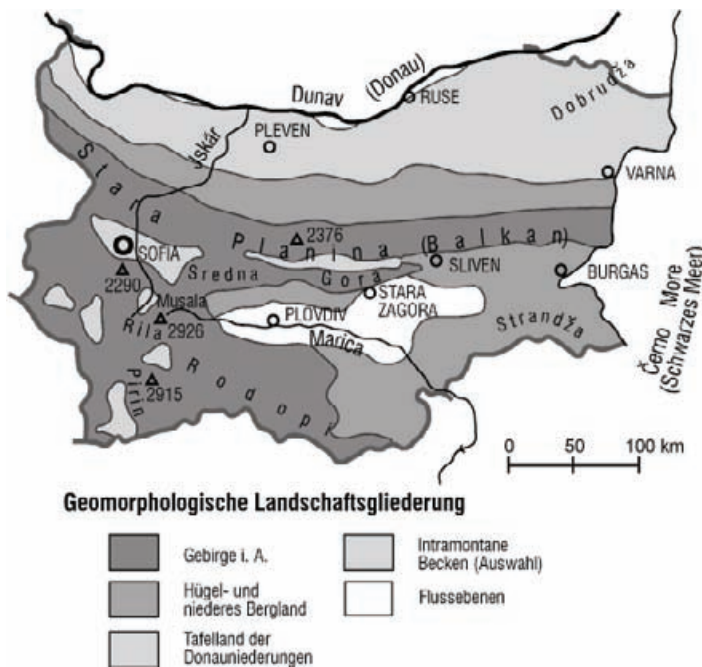 Dunav (Donau)
RUSE
Dobrudža
PLEVEN
Jskár
VARNA
Stara Planina (Balkan)
2376
SOFIA
Sredna Gora
SLIVEN
BURGAS
2290
Musala
STARA
ZAGORA
Rila 2926
PLOVDIV
Strandža
Marica
Černo More
(Schwarzes Meer)
Pirin
2915
Rodopi
0 50 100 km
Geomorphologische Landschaftsgliederung
Gebirge i. A.
Hügel- und
niederes Bergland
Tafelland der
Donauniederungen
Intramontane
Becken (Auswahl)
Flussebenen